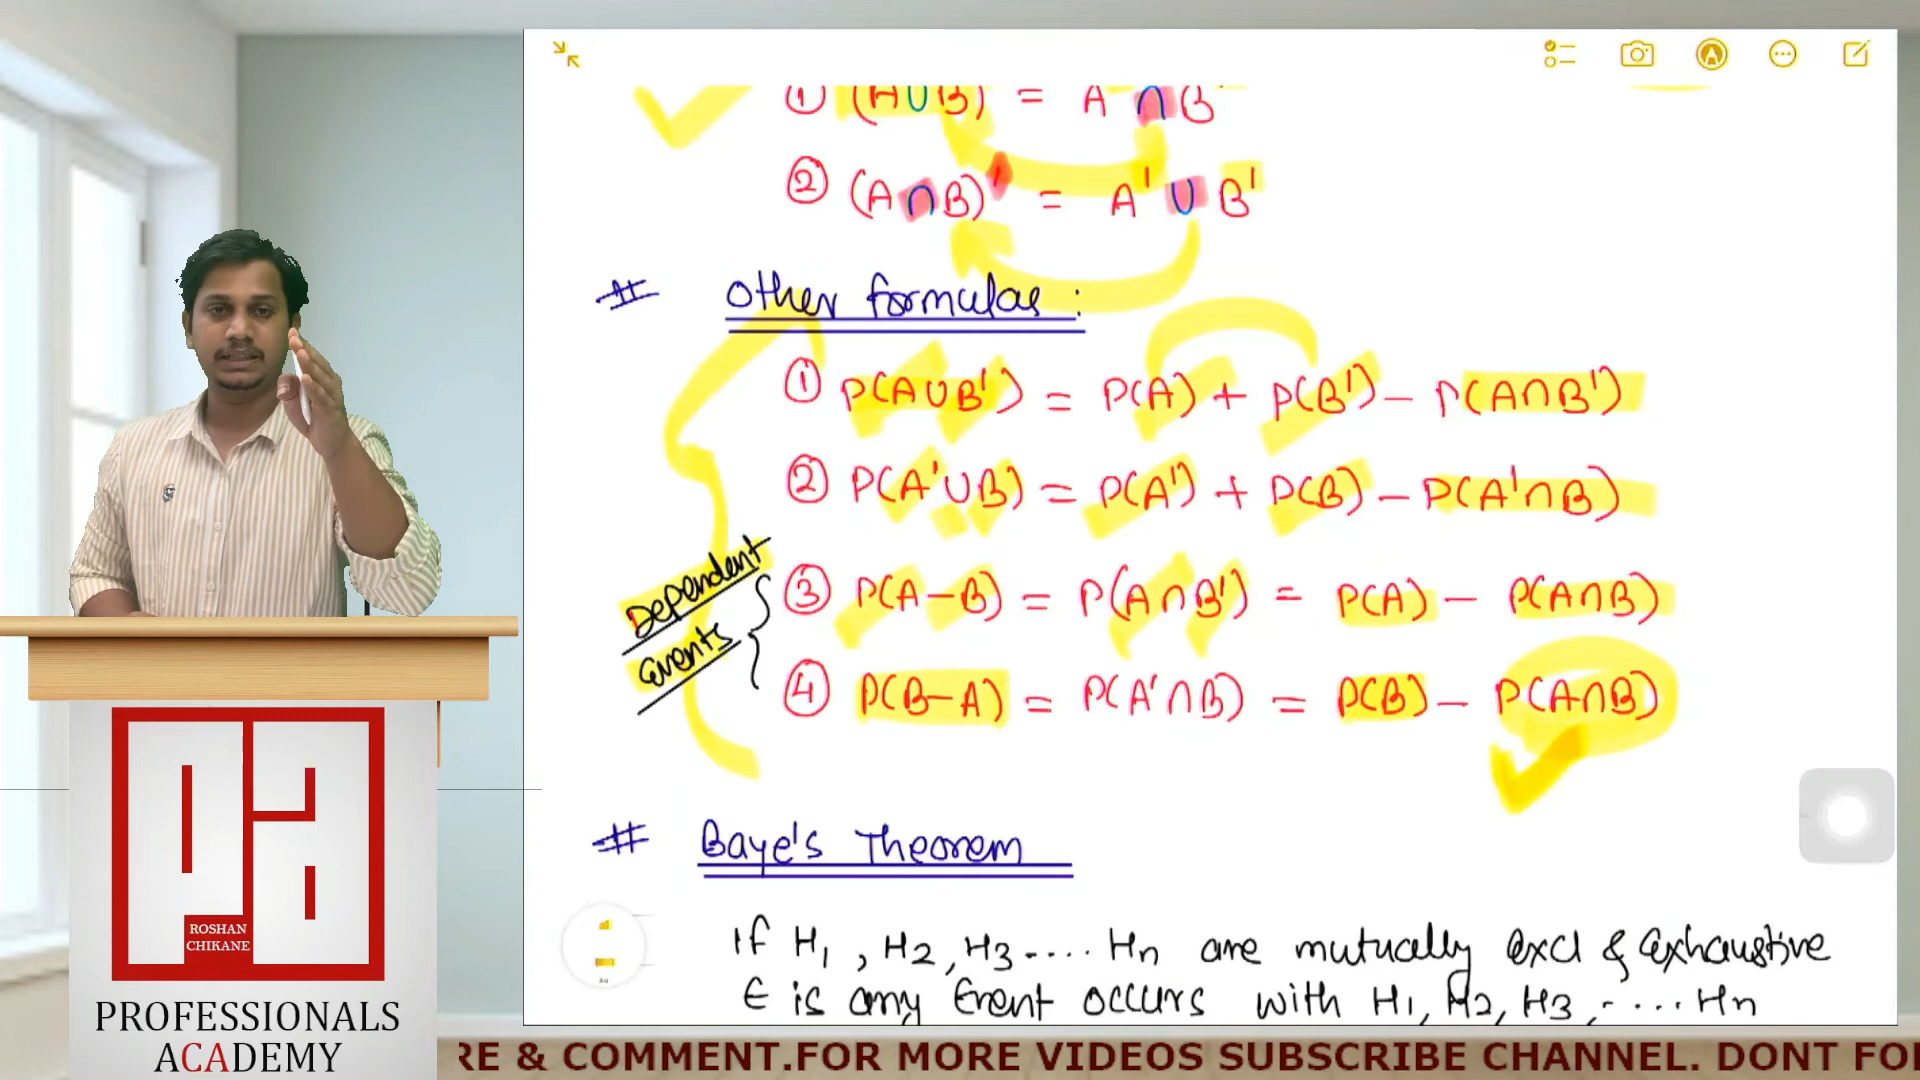 ① (A∪B) = A ∩ B
② (A∩B)' = A' ∪ B'
# Other formulas :
① P(A∪B') = P(A) + P(B') − P(A∩B')
② P(A'∪B) = P(A') + P(B) − P(A'∩B)
Dependent
events
③ P(A−B) = P(A∩B') = P(A) − P(A∩B)
④ P(B−A) = P(A'∩B) = P(B) − P(A∩B)
# Baye's Theorem
If H1, H2, H3.... Hn are mutually excl & exhaustive
E is any Event occurs with H1, H2, H3, .... Hn
pa
ROSHAN
CHIKANE
PROFESSIONALS
ACADEMY
RE & COMMENT.FOR MORE VIDEOS SUBSCRIBE CHANNEL. DONT FO